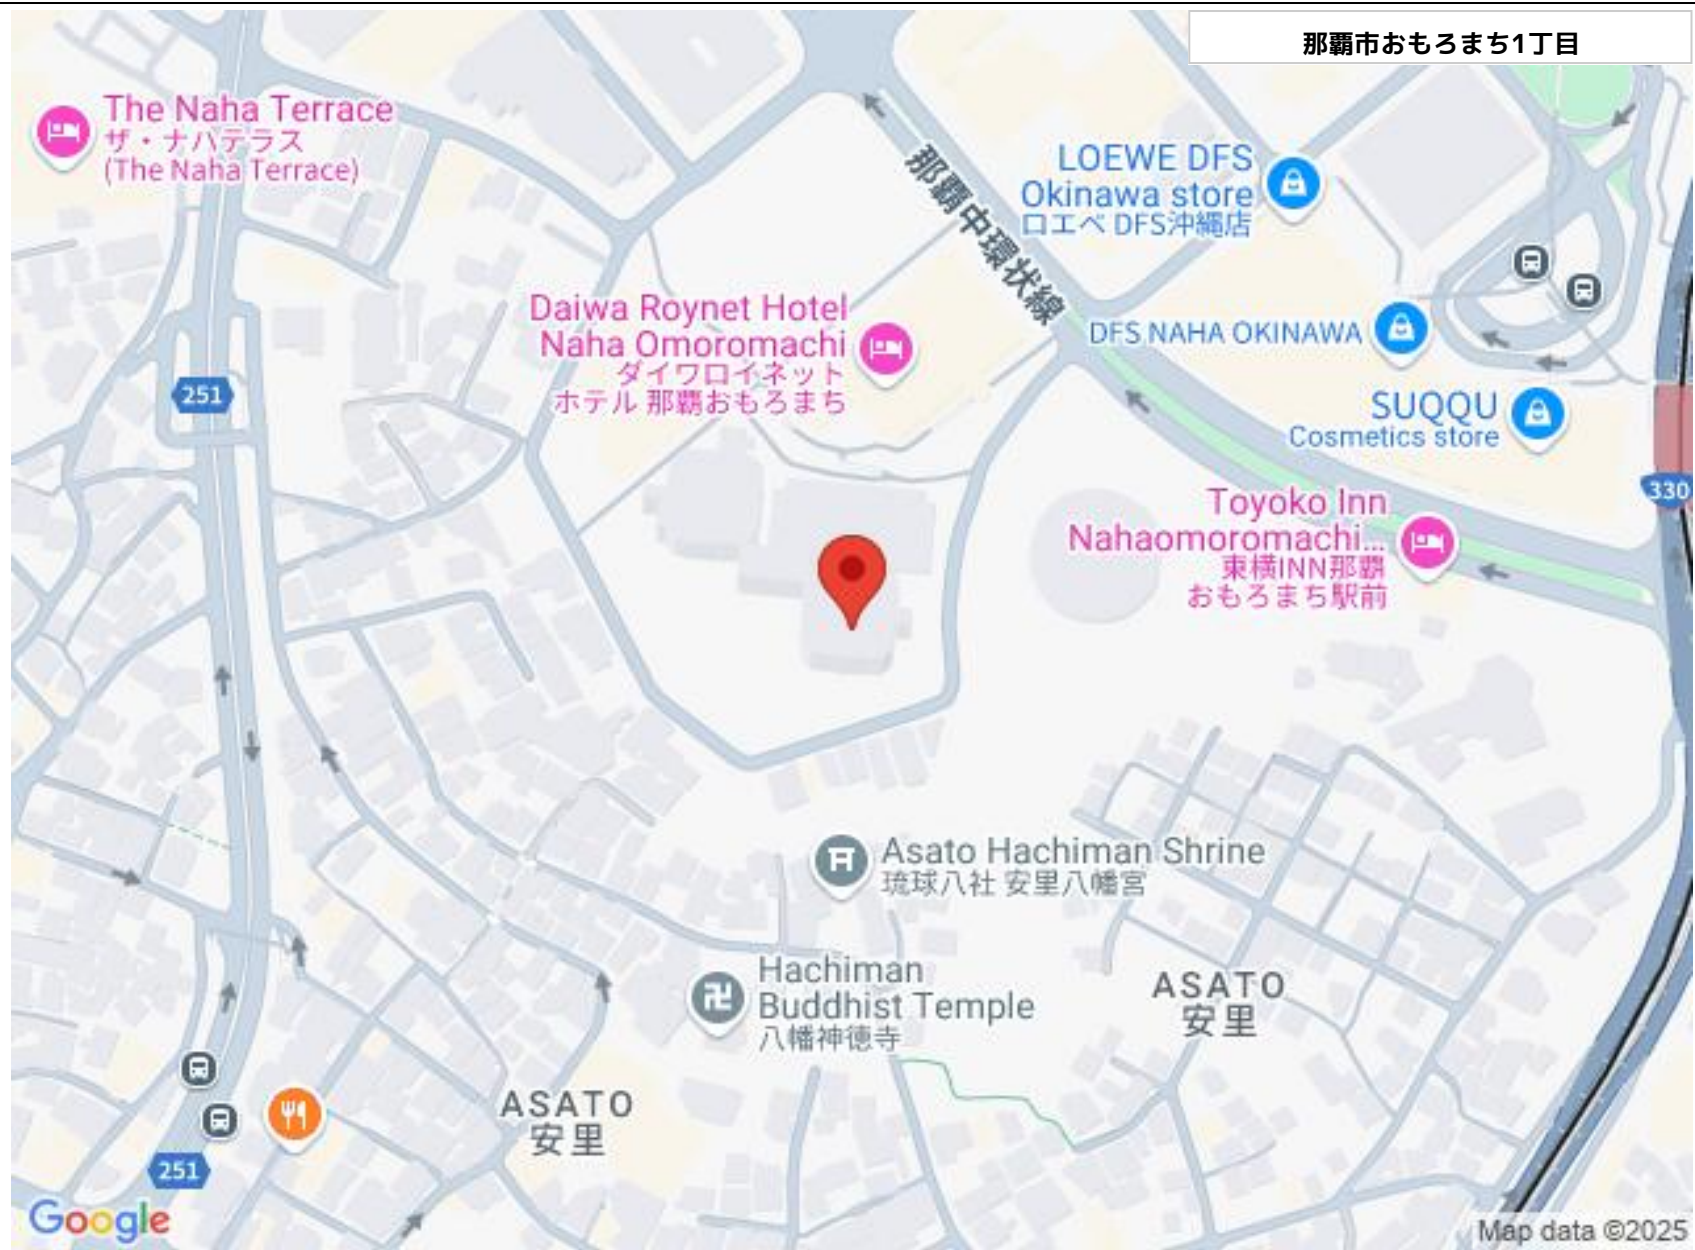 那覇市おもろまち1丁目
The Naha Terrace
ザ・ナハテラス
(The Naha Terrace)
那覇中環状線
LOEWE DFS
Okinawa store
ロエベ DFS沖縄店
Daiwa Roynet Hotel
Naha Omoromachi
ダイワロイネット
ホテル 那覇おもろまち
DFS NAHA OKINAWA
251
SUQQU
Cosmetics store
330
Toyoko Inn
Nahaomoromachi...
東横INN那覇
おもろまち駅前
Asato Hachiman Shrine
琉球八社 安里八幡宮
Hachiman
Buddhist Temple
八幡神徳寺
ASATO
安里
ASATO
安里
251
Google
Map data ©2025